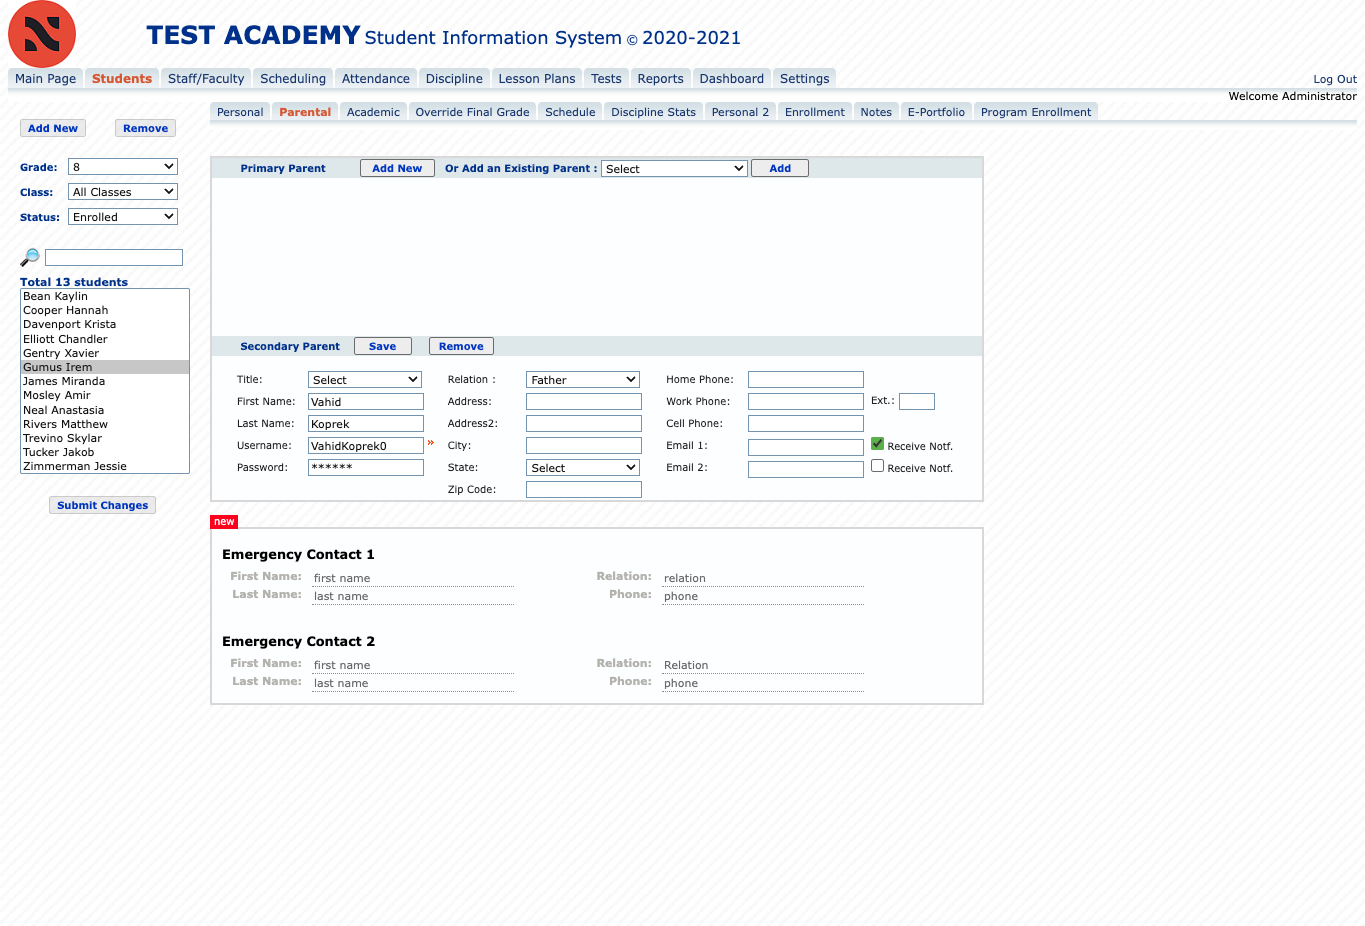 TEST ACADEMY Student Information System © 2020-2021
Main Page Students Staff/Faculty Scheduling Attendance Discipline Lesson Plans Tests Reports Dashboard Settings
Log Out
Welcome Administrator
Personal Parental Academic Override Final Grade Schedule Discipline Stats Personal 2 Enrollment Notes E-Portfolio Program Enrollment
Add New Remove
Grade: 8
Class: All Classes
Status: Enrolled
Total 13 students
Bean Kaylin
Cooper Hannah
Davenport Krista
Elliott Chandler
Gentry Xavier
Gumus Irem
James Miranda
Mosley Amir
Neal Anastasia
Rivers Matthew
Trevino Skylar
Tucker Jakob
Zimmerman Jessie
Submit Changes
Primary Parent Add New Or Add an Existing Parent : Select Add
Secondary Parent Save Remove
Title: Select Relation : Father Home Phone:
First Name: Vahid Address: Work Phone: Ext.:
Last Name: Koprek Address2: Cell Phone:
Username: VahidKoprek0 » City: Email 1: Receive Notf.
Password: ****** State: Select Email 2: Receive Notf.
Zip Code:
new
Emergency Contact 1
First Name: first name Relation: relation
Last Name: last name Phone: phone
Emergency Contact 2
First Name: first name Relation: Relation
Last Name: last name Phone: phone